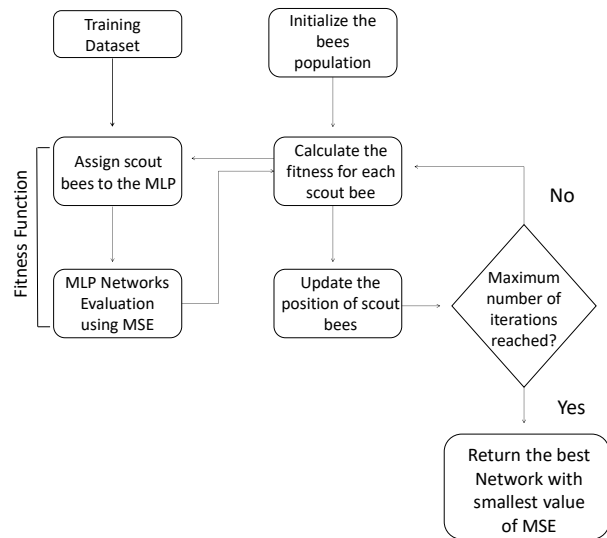 Training
Dataset
Initialize the
bees
population
Fitness Function
Assign scout
bees to the MLP
Calculate the
fitness for each
scout bee
No
MLP Networks
Evaluation
using MSE
Update the
position of scout
bees
Maximum
number of
iterations
reached?
Yes
Return the best
Network with
smallest value
of MSE